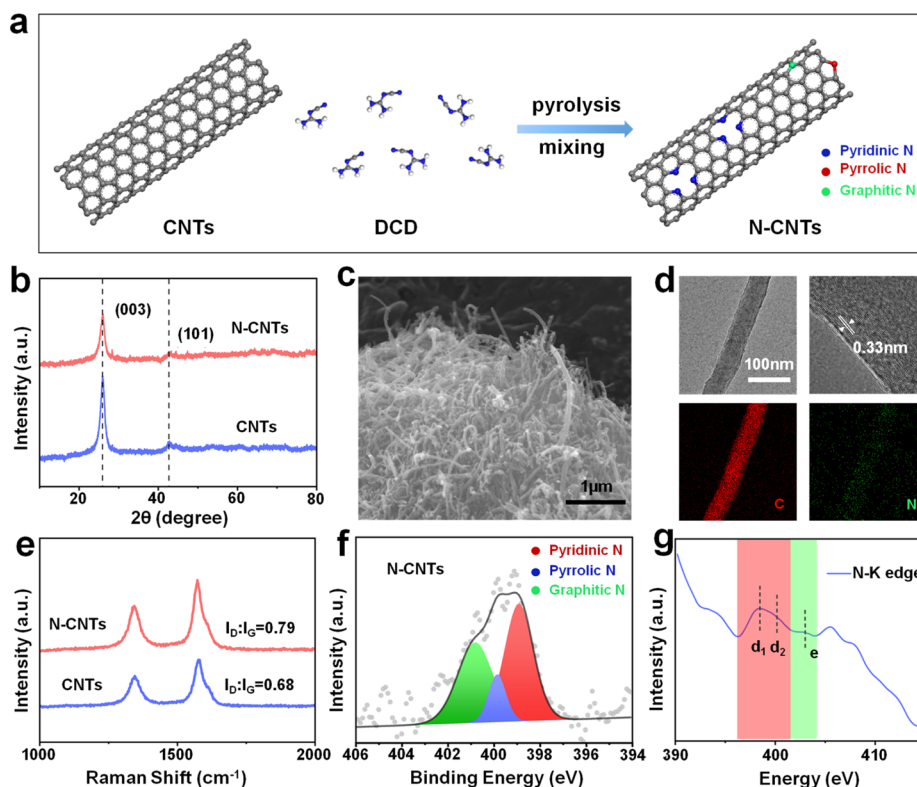 a
pyrolysis
mixing
CNTs
DCD
N-CNTs
Pyridinic N
Pyrrolic N
Graphitic N
b
Intensity (a.u.)
(003)
(101)
N-CNTs
CNTs
20
40
60
80
2θ (degree)
c
1μm
d
100nm
0.33nm
C
N
e
Intensity (a.u.)
N-CNTs
I_D:I_G=0.79
CNTs
I_D:I_G=0.68
1000
1500
2000
Raman Shift (cm⁻¹)
f
Intensity (a.u.)
N-CNTs
Pyridinic N
Pyrrolic N
Graphitic N
406
404
402
400
398
396
394
Binding Energy (eV)
g
Intensity (a.u.)
N-K edge
d₁
d₂
e
390
400
410
Energy (eV)